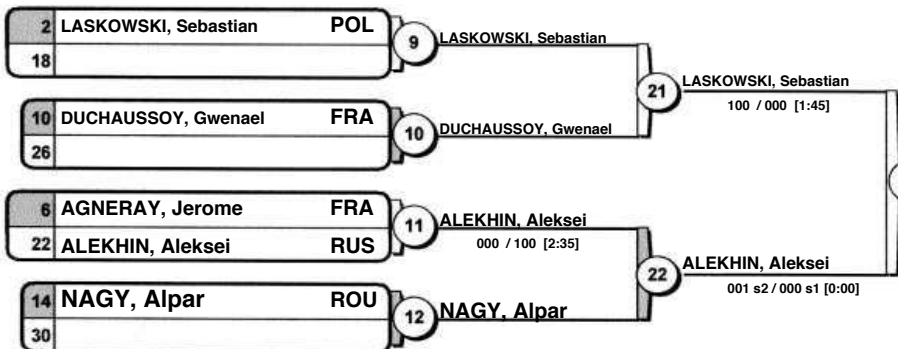 2 LASKOWSKI, Sebastian POL
18
9 LASKOWSKI, Sebastian
10 DUCHAUSSOY, Gwenael FRA
26
10 DUCHAUSSOY, Gwenael
21 LASKOWSKI, Sebastian
100 / 000 [1:45]
6 AGNERAY, Jerome FRA
22 ALEKHIN, Aleksei RUS
11 ALEKHIN, Aleksei
000 / 100 [2:35]
14 NAGY, Alpar ROU
30
12 NAGY, Alpar
22 ALEKHIN, Aleksei
001 s2 / 000 s1 [0:00]